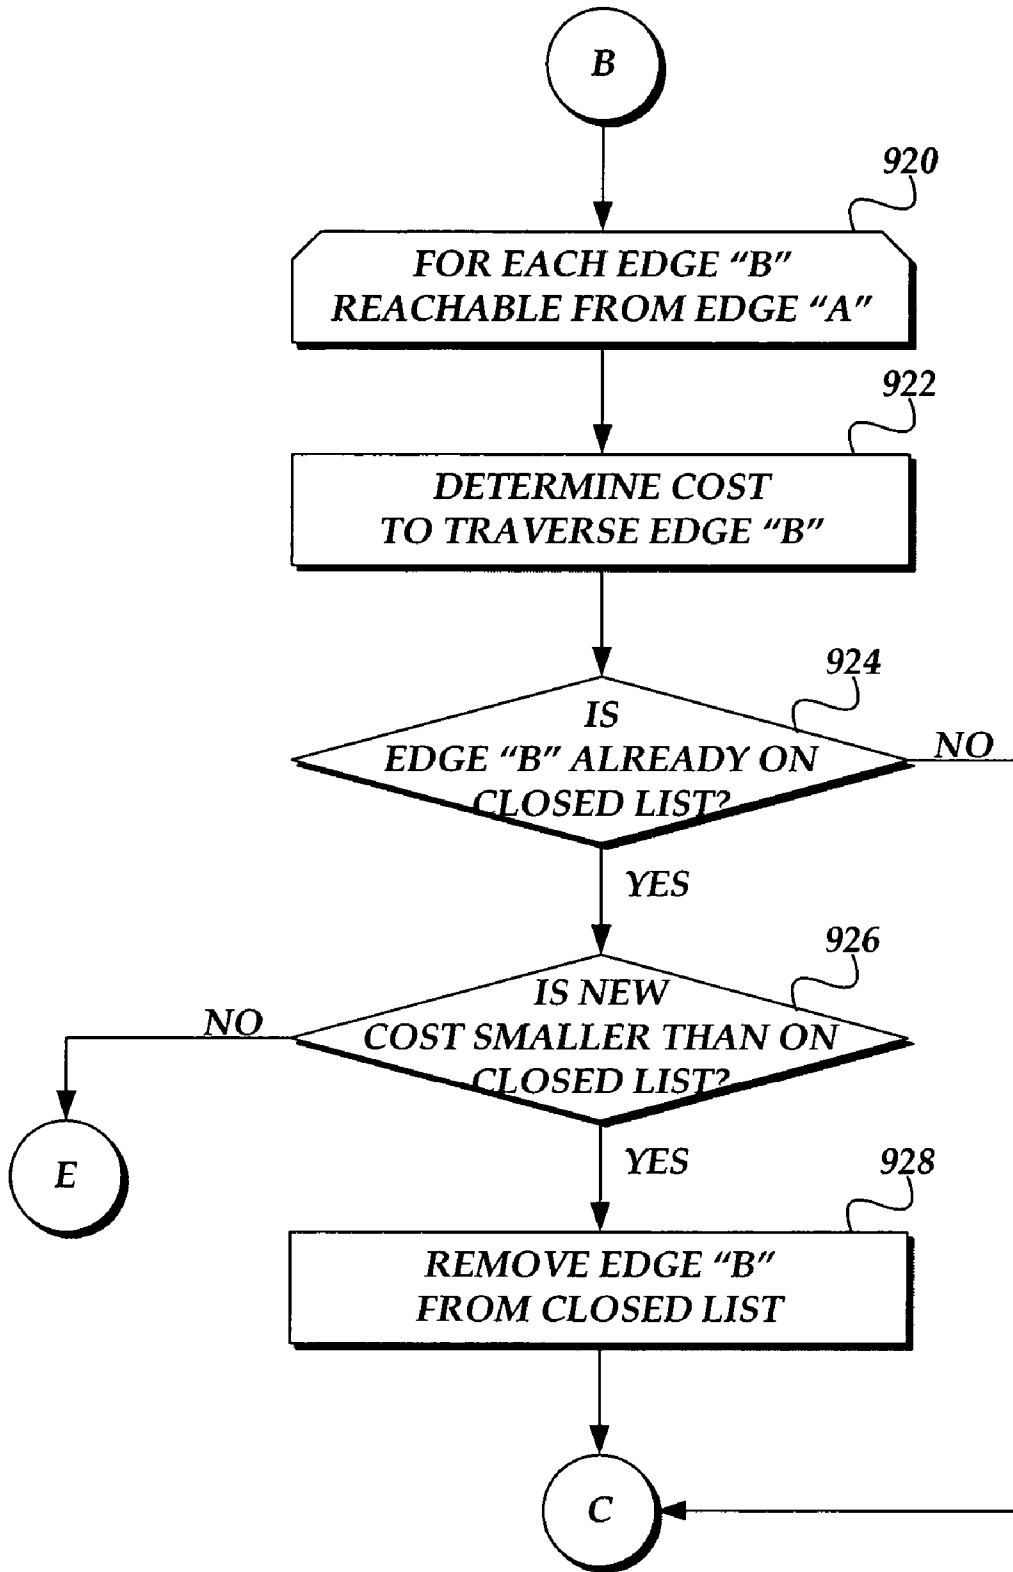 B
920
FOR EACH EDGE “B”
REACHABLE FROM EDGE “A”
922
DETERMINE COST
TO TRAVERSE EDGE “B”
924
IS
EDGE “B” ALREADY ON
CLOSED LIST?
NO
YES
926
IS NEW
COST SMALLER THAN ON
CLOSED LIST?
NO
E
YES
928
REMOVE EDGE “B”
FROM CLOSED LIST
C